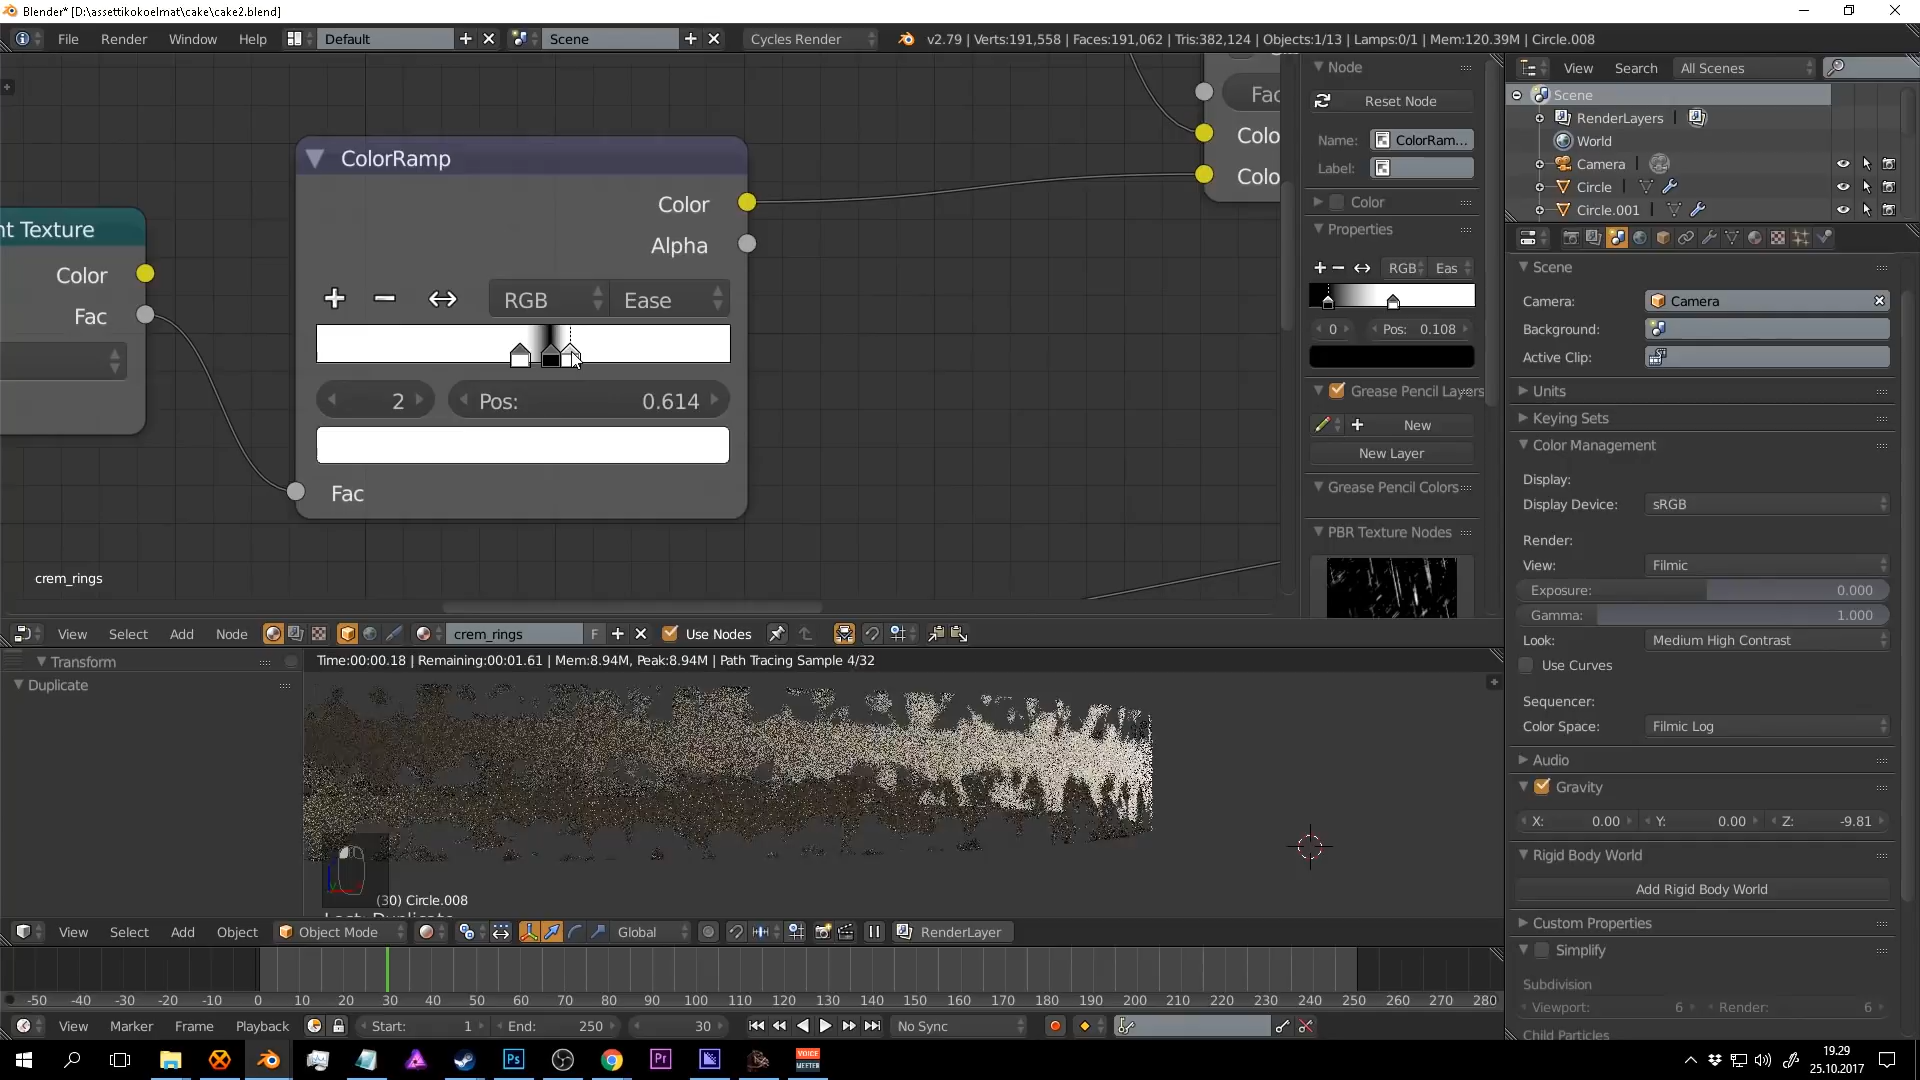 Blender* [D:\assettikokoelmat\cake\cake2.blend]
File Render Window Help Default Scene Cycles Render v2.79 | Verts:191,558 | Faces:191,062 | Tris:382,124 | Objects:1/13 | Lamps:0/1 | Mem:120.39M | Circle.008
View Search All Scenes
Scene
RenderLayers
World
Camera
Circle
Circle.001
nt Texture
Color
Fac
ColorRamp
Color
Alpha
RGB Ease
2 Pos: 0.614
Fac
Fac
Colo
Colo
crem_rings
Node
Reset Node
Name: ColorRam...
Label:
Color
Properties
RGB Eas
0 Pos: 0.108
Grease Pencil Layers
New
New Layer
Grease Pencil Colors
PBR Texture Nodes
View Select Add Node crem_rings F Use Nodes
Scene
Camera: Camera
Background:
Active Clip:
Units
Keying Sets
Color Management
Display:
Display Device: sRGB
Render:
View: Filmic
Exposure: 0.000
Gamma: 1.000
Look: Medium High Contrast
Use Curves
Sequencer:
Color Space: Filmic Log
Audio
Gravity
X: 0.00 Y: 0.00 Z: -9.81
Rigid Body World
Add Rigid Body World
Custom Properties
Simplify
Subdivision
Viewport: 6 Render: 6
Child Particles
Transform
Duplicate
Time:00:00.18 | Remaining:00:01.61 | Mem:8.94M, Peak:8.94M | Path Tracing Sample 4/32
(30) Circle.008
Last: Duplicate
View Select Add Object Object Mode Global RenderLayer
-50 -40 -30 -20 -10 0 10 20 30 40 50 60 70 80 90 100 110 120 130 140 150 160 170 180 190 200 210 220 230 240 250 260 270 280
View Marker Frame Playback Start: 1 End: 250 30 No Sync
Ps Pr VOICE MEETER
19.29
25.10.2017